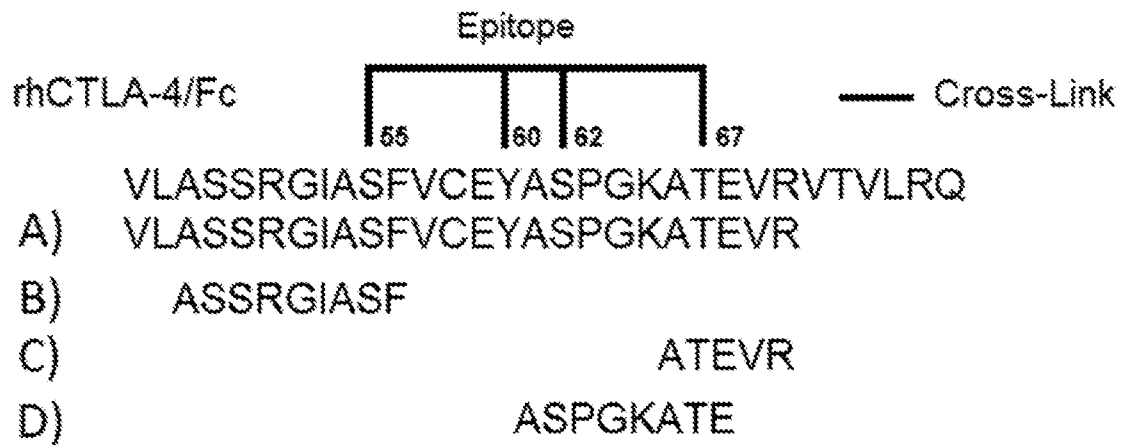 Epitope
rhCTLA-4/Fc
Cross-Link
55 60 62 67
VLASSRGIASFVCEYASPGKATEVRVTVLRQ
A) VLASSRGIASFVCEYASPGKATEVR
B) ASSRGIASF
C) ATEVR
D) ASPGKATE